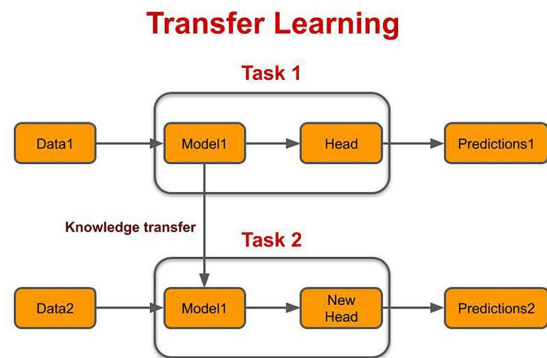 Transfer Learning
Task 1
Data1
Model1
Head
Predictions1
Knowledge transfer
Task 2
Data2
Model1
New
Head
Predictions2